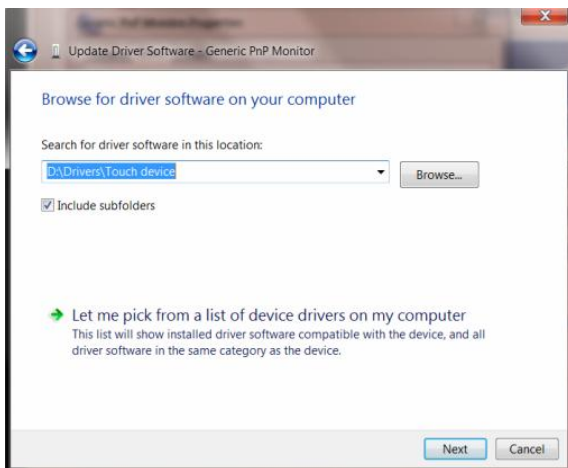 Update Driver Software - Generic PnP Monitor
Browse for driver software on your computer
Search for driver software in this location:
D:\Drivers\Touch device
Browse...
Include subfolders
Let me pick from a list of device drivers on my computer
This list will show installed driver software compatible with the device, and all
driver software in the same category as the device.
Next
Cancel